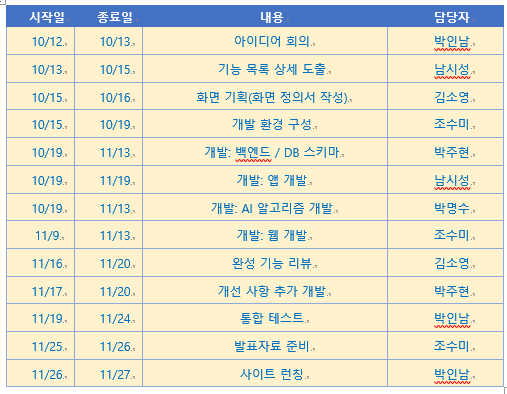 시작일 종료일 내용 담당자
10/12. 10/13. 아이디어 회의. 박인남
10/13. 10/15. 기능 목록 상세 도출. 남시성
10/15. 10/16. 화면 기획(화면 정의서 작성). 김소영
10/15. 10/19. 개발 환경 구성. 조수미
10/19. 11/13. 개발: 백엔드 / DB 스키마. 박주현
10/19. 11/19. 개발: 앱 개발. 남시성
10/19. 11/13. 개발: AI 알고리즘 개발. 박명수
11/9. 11/13. 개발: 웹 개발. 조수미
11/16. 11/20. 완성 기능 리뷰. 김소영
11/17. 11/20. 개선 사항 추가 개발. 박주현
11/19. 11/24. 통합 테스트. 박인남
11/25. 11/26. 발표자료 준비. 조수미
11/26. 11/27. 사이트 런칭. 박인남